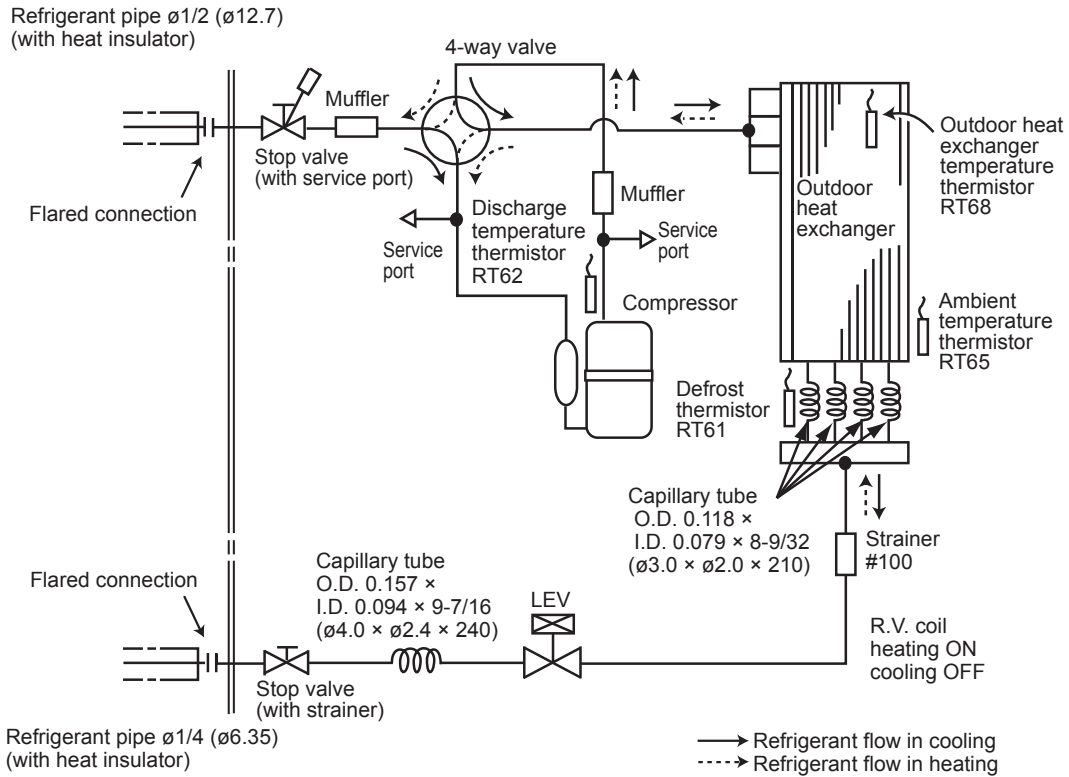 Refrigerant pipe ø1/2 (ø12.7)
(with heat insulator)
4-way valve
Muffler
Stop valve
(with service port)
Flared connection
Outdoor heat
exchanger
temperature
thermistor
RT68
Outdoor
heat
exchanger
Muffler
Discharge
temperature
thermistor
RT62
Service
port
Service
port
Compressor
Ambient
temperature
thermistor
RT65
Defrost
thermistor
RT61
Capillary tube
O.D. 0.118 ×
I.D. 0.079 × 8-9/32
(ø3.0 × ø2.0 × 210)
Strainer
#100
Flared connection
Capillary tube
O.D. 0.157 ×
I.D. 0.094 × 9-7/16
(ø4.0 × ø2.4 × 240)
LEV
R.V. coil
heating ON
cooling OFF
Stop valve
(with strainer)
Refrigerant pipe ø1/4 (ø6.35)
(with heat insulator)
Refrigerant flow in cooling
Refrigerant flow in heating